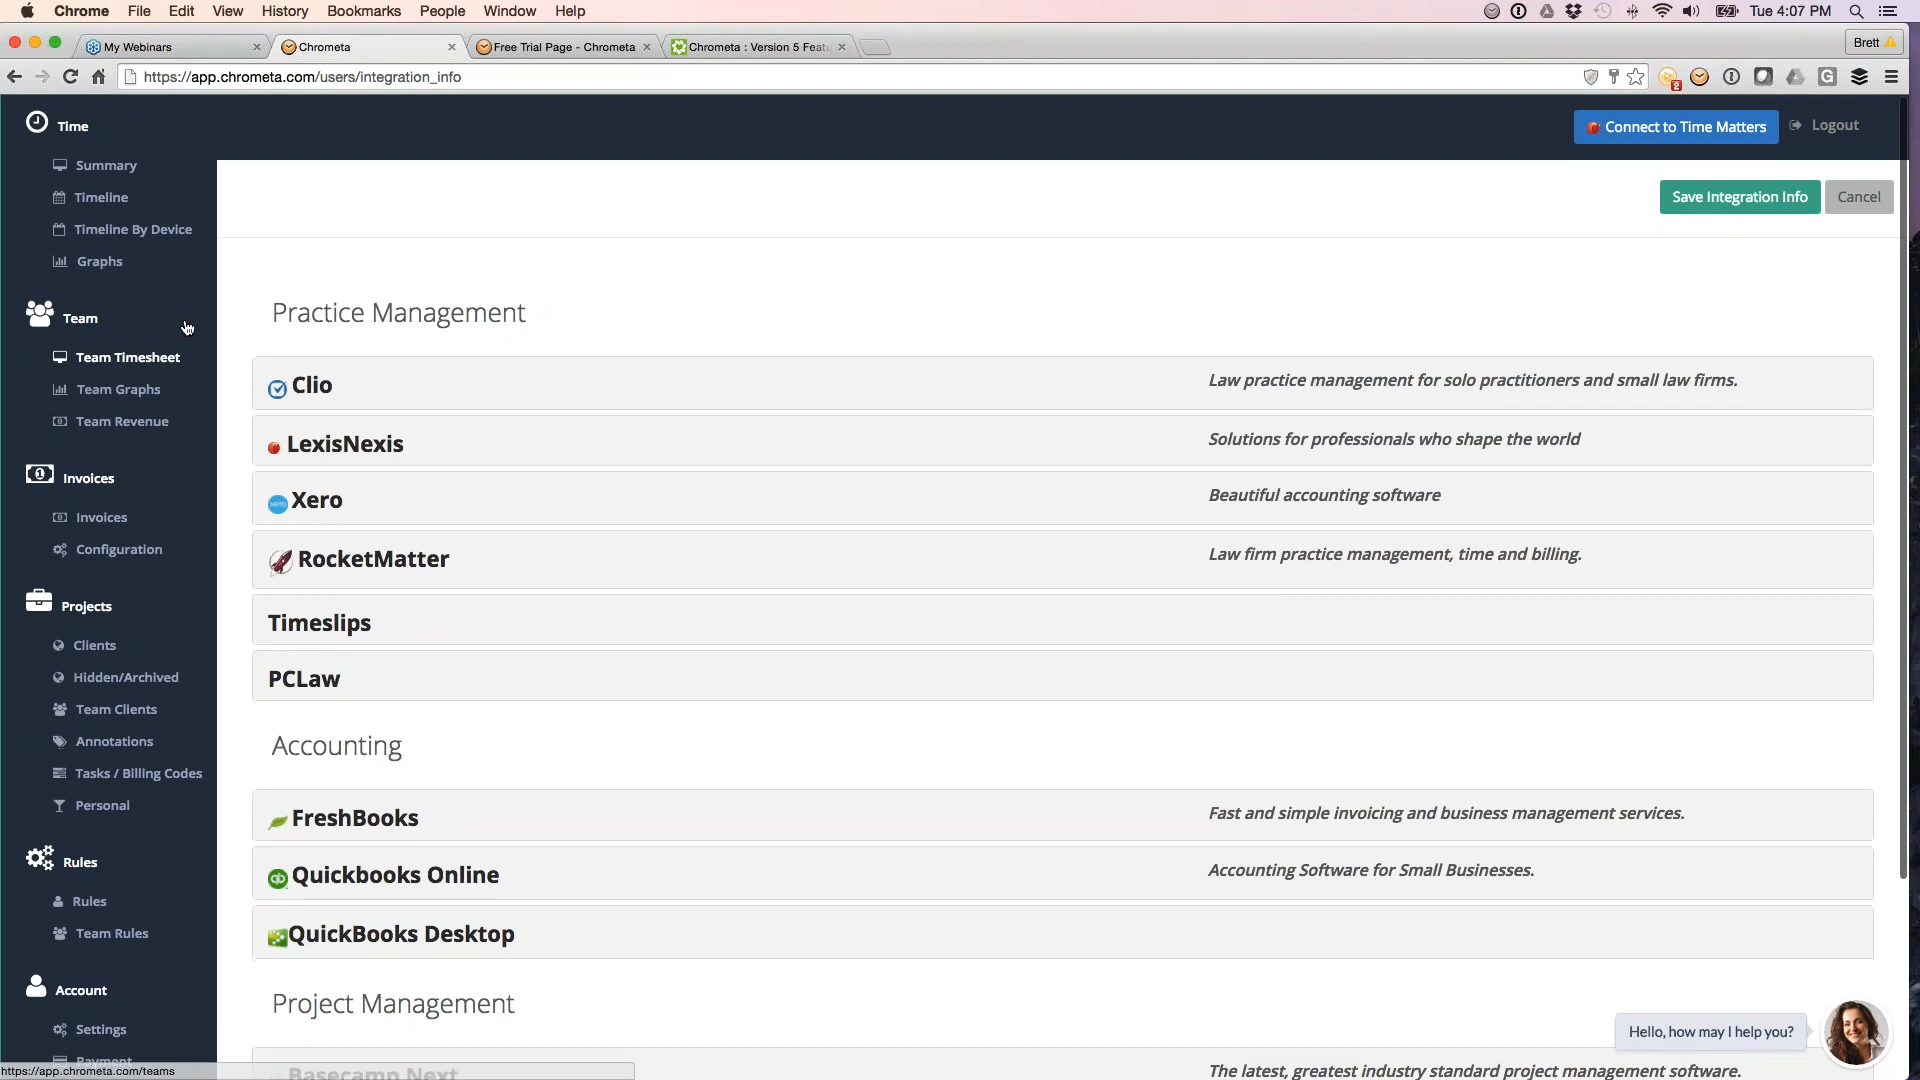 Chrome File Edit View History Bookmarks People Window Help Tue 4:07 PM
My Webinars Chrometa Free Trial Page - Chrometa Chrometa : Version 5 Featu Brett
https://app.chrometa.com/users/integration_info 2 G
Time
Connect to Time Matters Logout
Summary
Save Integration Info Cancel
Timeline
Timeline By Device
Graphs
Practice Management
Team
Team Timesheet
Clio Law practice management for solo practitioners and small law firms.
Team Graphs
Team Revenue
LexisNexis Solutions for professionals who shape the world
Invoices
xero Xero Beautiful accounting software
Invoices
Configuration
RocketMatter Law firm practice management, time and billing.
Projects
Timeslips
Clients
Hidden/Archived
PCLaw
Team Clients
Annotations
Accounting
Tasks / Billing Codes
Personal
FreshBooks Fast and simple invoicing and business management services.
Rules
qb Quickbooks Online Accounting Software for Small Businesses.
Rules
Team Rules
QuickBooks Desktop
Account
Project Management
Settings
Hello, how may I help you?
Payment
https://app.chrometa.com/teams
Basecamp Next The latest, greatest industry standard project management software.